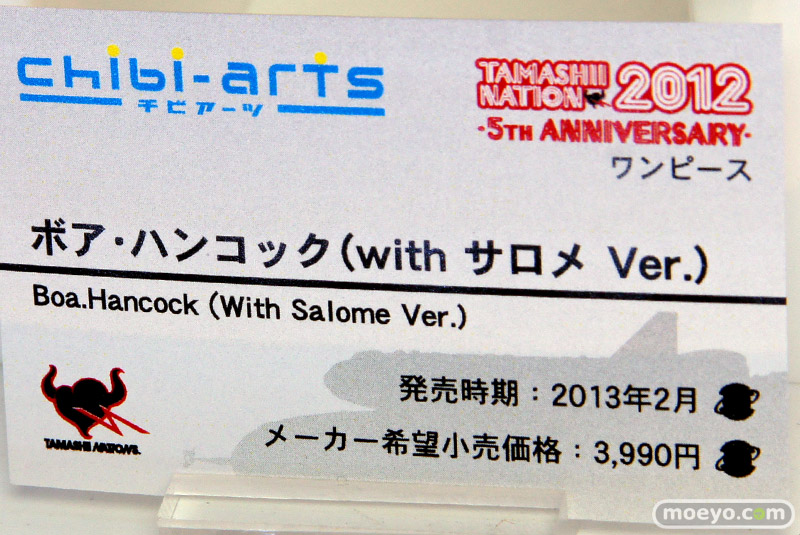 chibi-arts
チビアーツ
TAMASHII
NATION 2012
・5TH ANNIVERSARY・
ワンピース
ボア・ハンコック(with サロメ Ver.)
Boa.Hancock (With Salome Ver.)
発売時期：2013年2月
メーカー希望小売価格：3,990円
TAMASHII NATIONS.
moeyo.com